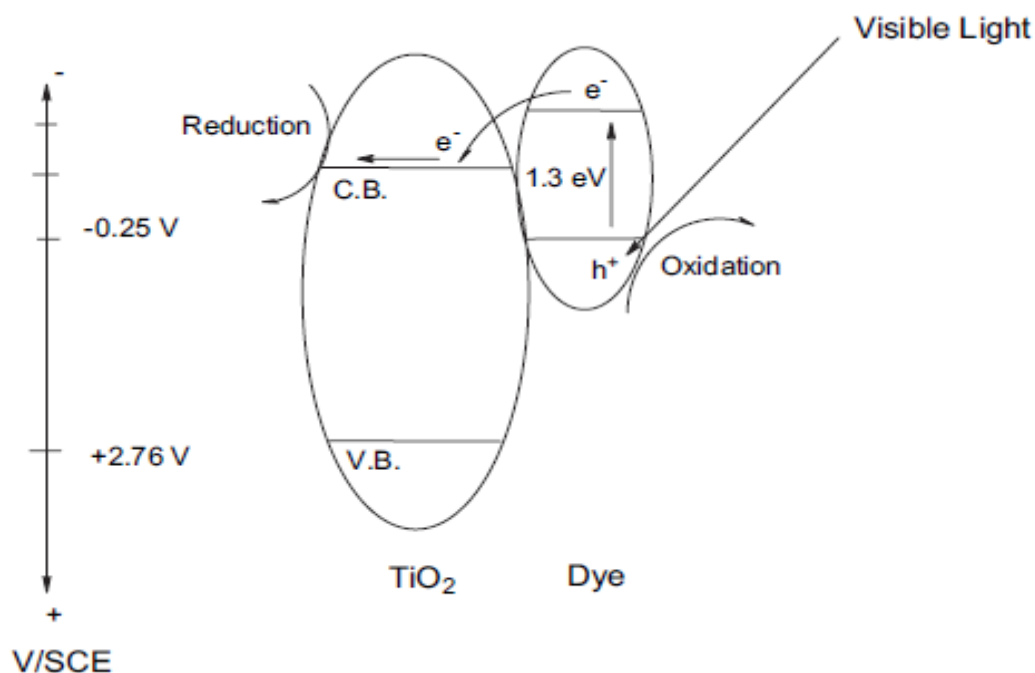 Visible Light
-
e-
Reduction
e-
1.3 eV
C.B.
-0.25 V
h+
Oxidation
+2.76 V
V.B.
TiO2
Dye
+
V/SCE